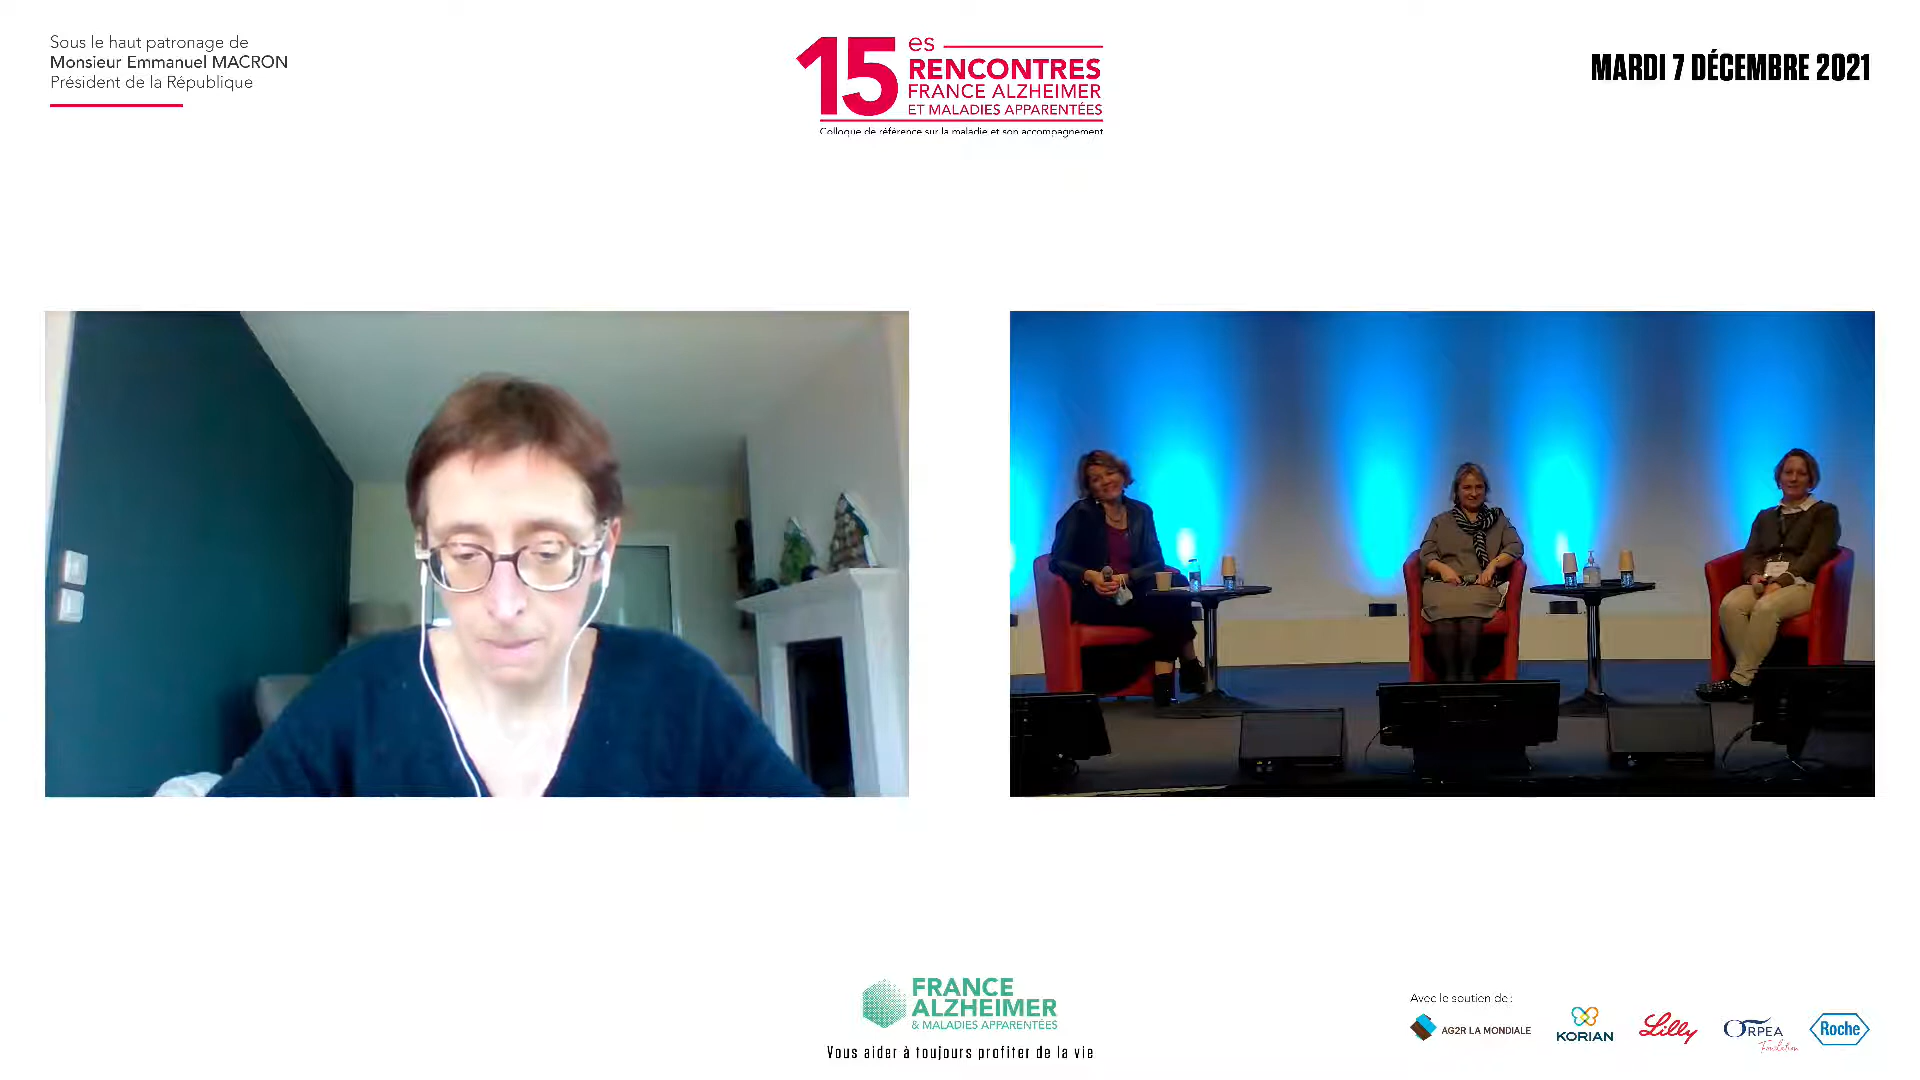 Sous le haut patronage de
Monsieur Emmanuel MACRON
Président de la République
15es
RENCONTRES
FRANCE ALZHEIMER
ET MALADIES APPARENTÉES
Colloque de référence sur la maladie et son accompagnement
MARDI 7 DÉCEMBRE 2021
FRANCE
ALZHEIMER
& MALADIES APPARENTÉES
Vous aider à toujours profiter de la vie
Avec le soutien de :
AG2R LA MONDIALE
KORIAN
Lilly
ORPEA
Fondation
Roche